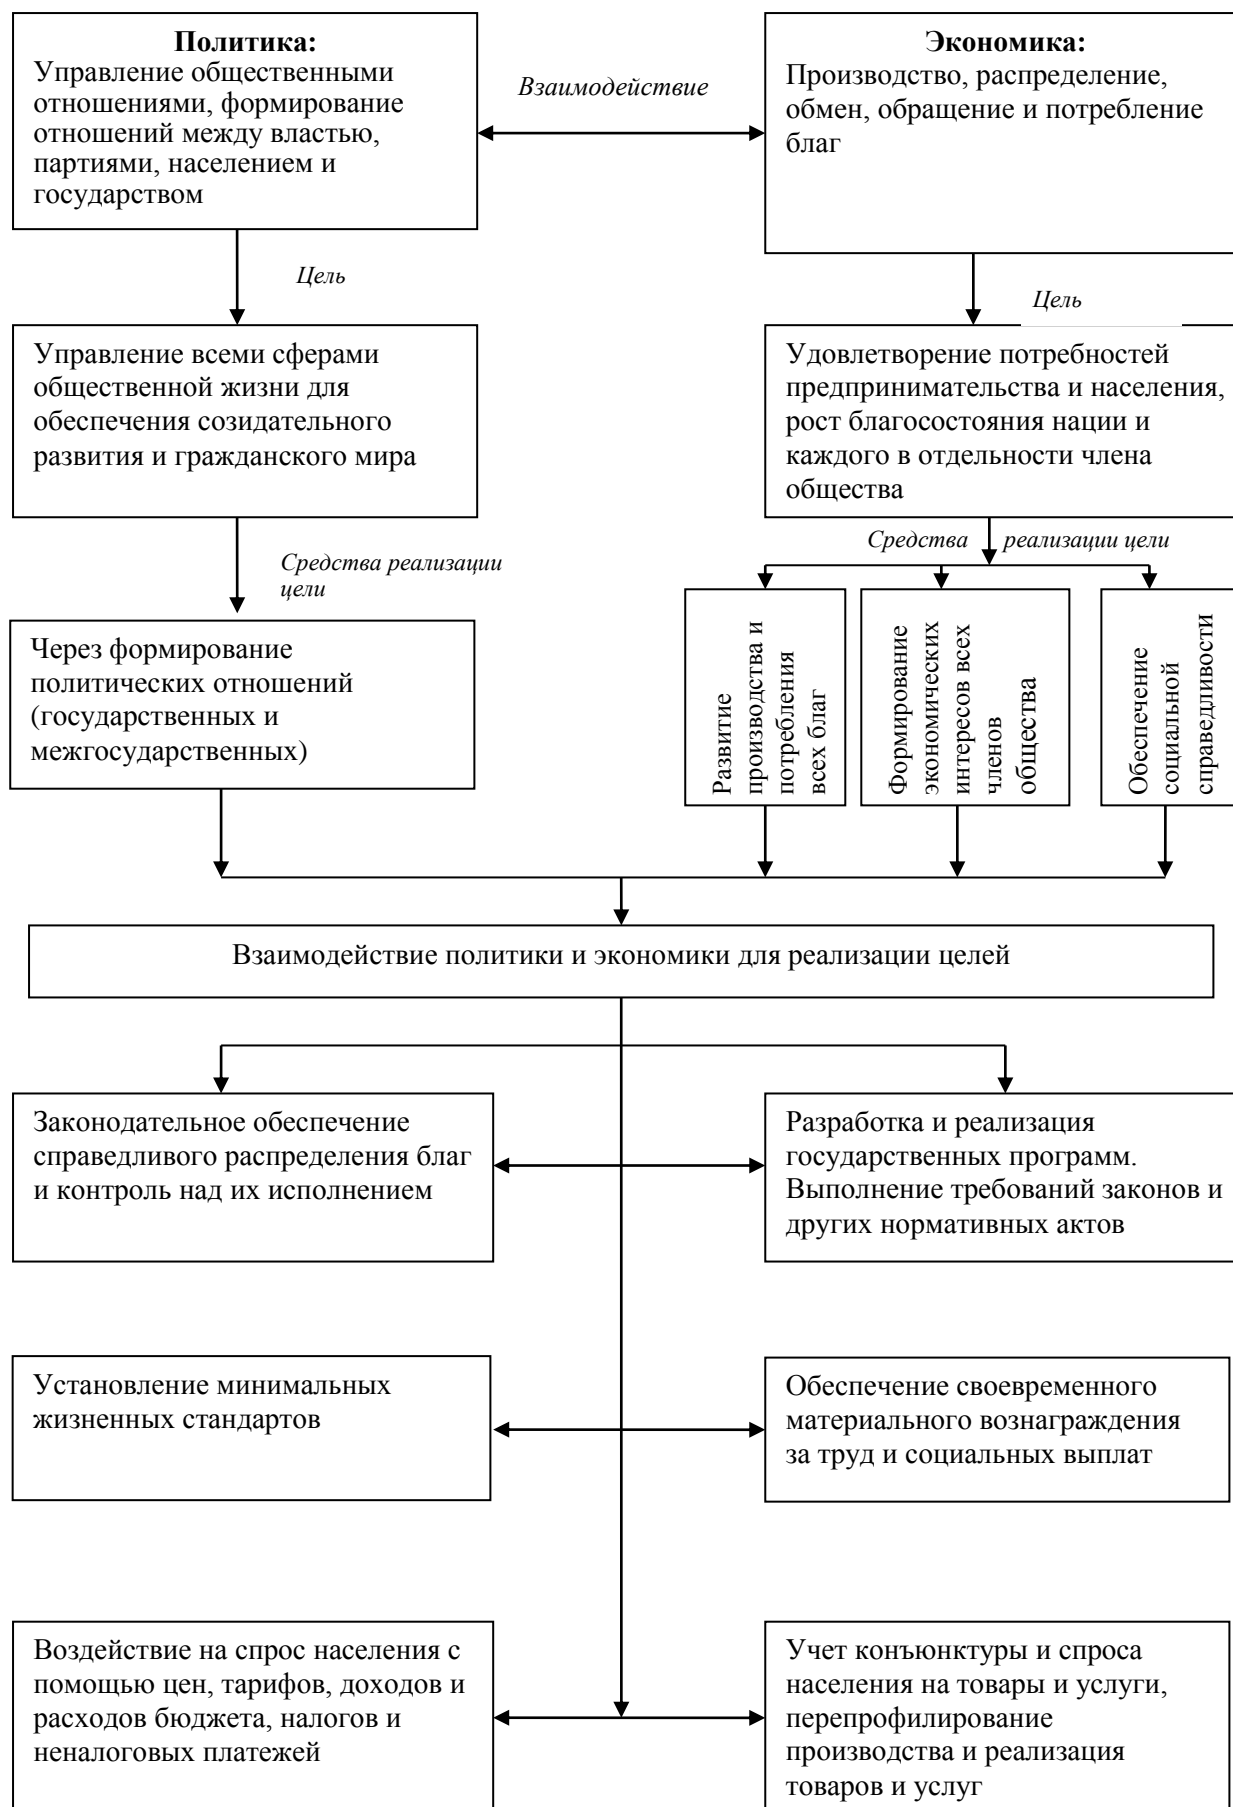 Политика:
Управление общественными
отношениями, формирование
отношений между властью,
партиями, населением и
государством
Взаимодействие
Экономика:
Производство, распределение,
обмен, обращение и потребление
благ
Цель
Цель
Управление всеми сферами
общественной жизни для
обеспечения созидательного
развития и гражданского мира
Удовлетворение потребностей
предпринимательства и населения,
рост благосостояния нации и
каждого в отдельности члена
общества
Средства реализации
цели
Средства реализации цели
Через формирование
политических отношений
(государственных и
межгосударственных)
Развитие
производства и
потребления
всех благ
Формирование
экономических
интересов всех
членов
общества
Обеспечение
социальной
справедливости
Взаимодействие политики и экономики для реализации целей
Законодательное обеспечение
справедливого распределения благ
и контроль над их исполнением
Разработка и реализация
государственных программ.
Выполнение требований законов и
других нормативных актов
Установление минимальных
жизненных стандартов
Обеспечение своевременного
материального вознаграждения
за труд и социальных выплат
Воздействие на спрос населения с
помощью цен, тарифов, доходов и
расходов бюджета, налогов и
неналоговых платежей
Учет конъюнктуры и спроса
населения на товары и услуги,
перепрофилирование
производства и реализация
товаров и услуг